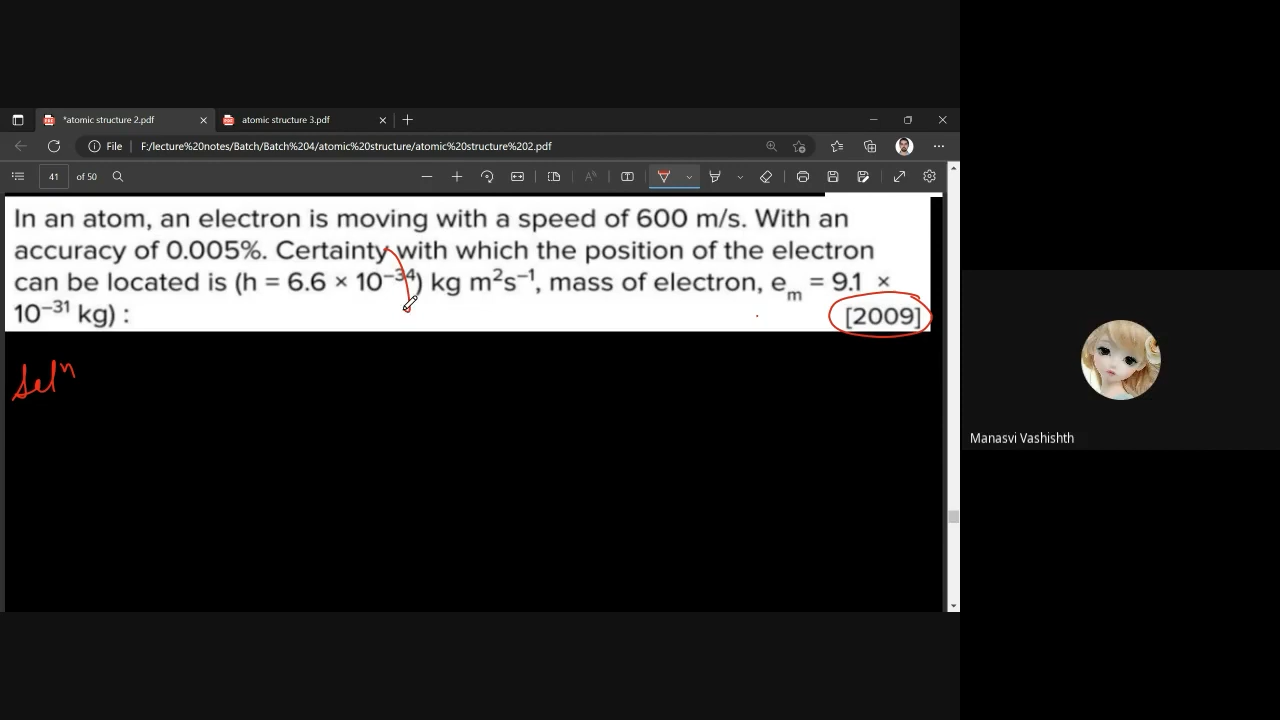 *atomic structure 2.pdf
atomic structure 3.pdf
File
F:/lecture%20notes/Batch/Batch%204/atomic%20structure/atomic%20structure%202.pdf
41 of 50
In an atom, an electron is moving with a speed of 600 m/s. With an
accuracy of 0.005%. Certainty with which the position of the electron
can be located is (h = 6.6 × 10⁻³⁴) kg m²s⁻¹, mass of electron, eₘ = 9.1 ×
10⁻³¹ kg) :
[2009]
Solⁿ
Manasvi Vashishth